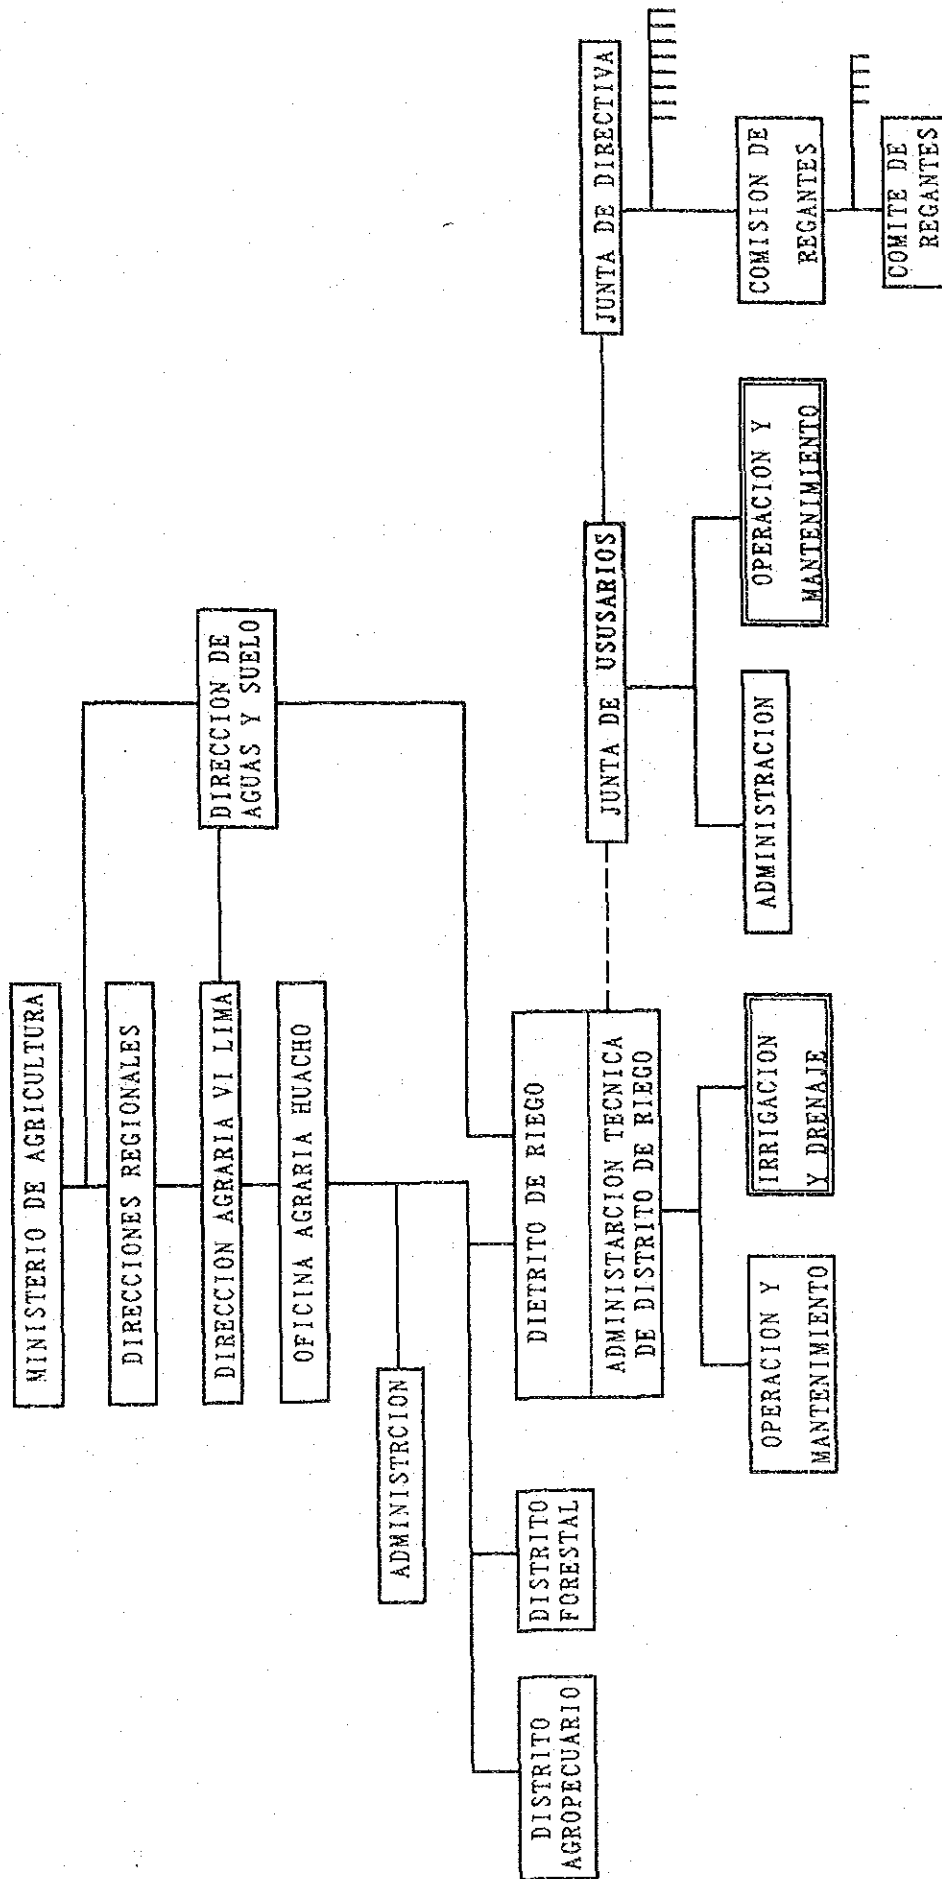 MINISTERIO DE AGRICULTURA
DIRECCIONES REGIONALES
DIRECCION AGRARIA VI LIMA
DIRECCION DE
AGUAS Y SUELO
OFICINA AGRARIA HUACHO
ADMINISTRCION
DISTRITO
AGROPECUARIO
DISTRITO
FORESTAL
DIETRITO DE RIEGO
ADMINISTARCION TECNICA
DE DISTRITO DE RIEGO
JUNTA DE USUSARIOS
JUNTA DE DIRECTIVA
OPERACION Y
MANTENIMIENTO
IRRIGACION
Y DRENAJE
ADMINISTRACION
OPERACION Y
MANTENIMIENTO
COMISION DE
REGANTES
COMITE DE
REGANTES